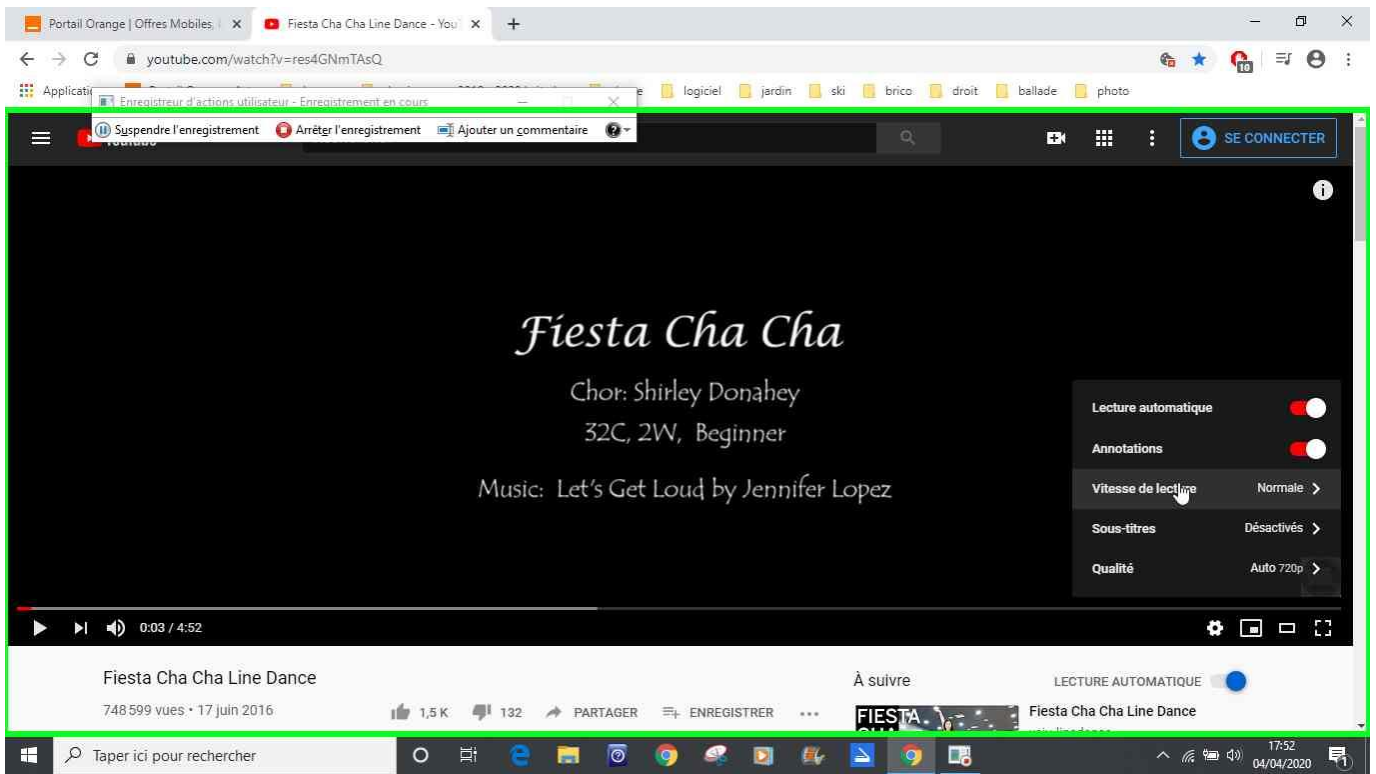 Portail Orange | Offres Mobiles,
Fiesta Cha Cha Line Dance - You
youtube.com/watch?v=res4GNmTAsQ
10
Applicati
logiciel
jardin
ski
brico
droit
ballade
photo
Enregistreur d'actions utilisateur - Enregistrement en cours
Suspendre l'enregistrement
Arrêter l'enregistrement
Ajouter un commentaire
SE CONNECTER
Fiesta Cha Cha
Chor: Shirley Donahey
32C, 2W, Beginner
Music: Let's Get Loud by Jennifer Lopez
Lecture automatique
Annotations
Vitesse de lecture Normale
Sous-titres Désactivés
Qualité Auto 720p
0:03 / 4:52
Fiesta Cha Cha Line Dance
748 599 vues • 17 juin 2016
1,5 K
132
PARTAGER
ENREGISTRER
À suivre
LECTURE AUTOMATIQUE
FIESTA
Fiesta Cha Cha Line Dance
Taper ici pour rechercher
17:52
04/04/2020